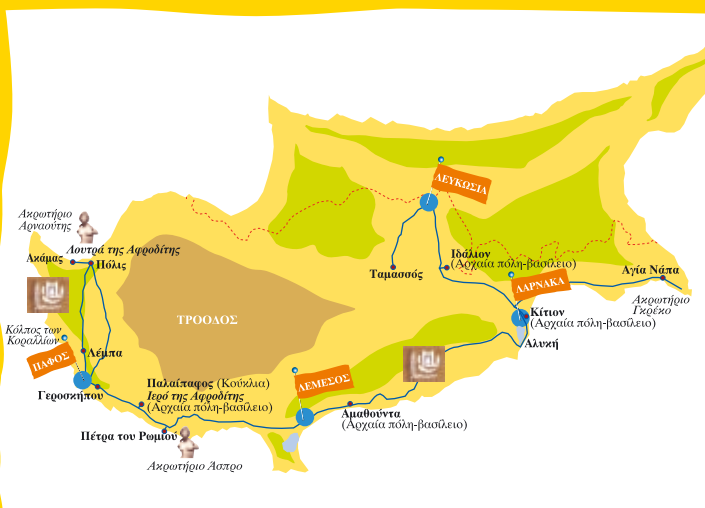 ΛΕΥΚΩΣΙΑ
Ακρωτήριο
Αρναούτης
Λουτρά της Αφροδίτης
Ακάμας
Πόλις
Ιδάλιον
(Αρχαία πόλη-βασίλειο)
Ταμασσός
Αγία Νάπα
ΛΑΡΝΑΚΑ
Ακρωτήριο
Γκρέκο
Κίτιον
(Αρχαία πόλη-βασίλειο)
ΤΡΟΟΔΟΣ
Κόλπος των
Κοραλλίων
Αλυκή
Λέμπα
ΠΑΦΟΣ
ΛΕΜΕΣΟΣ
Παλαίπαφος (Κούκλια)
Ιερό της Αφροδίτης
(Αρχαία πόλη-βασίλειο)
Γεροσκήπου
Αμαθούντα
(Αρχαία πόλη-βασίλειο)
Πέτρα του Ρωμιού
Ακρωτήριο Άσπρο